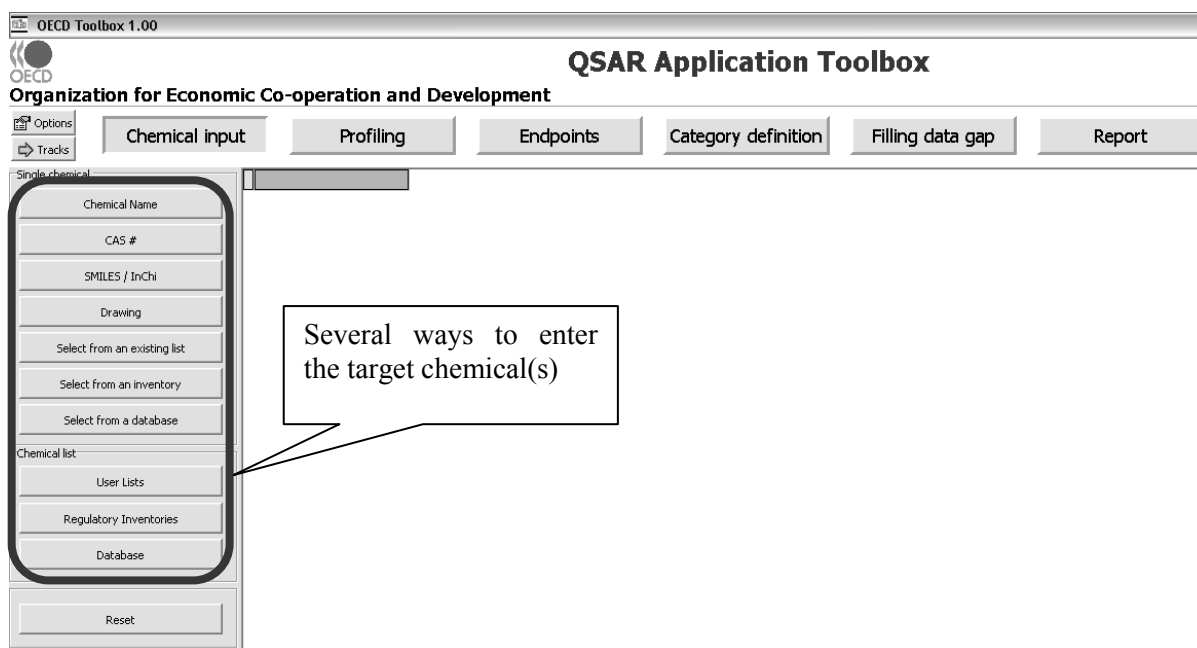 OECD Toolbox 1.00
OECD
QSAR Application Toolbox
Organization for Economic Co-operation and Development
Options
Tracks
Chemical input
Profiling
Endpoints
Category definition
Filling data gap
Report
Single chemical
Chemical Name
CAS #
SMILES / InChi
Drawing
Select from an existing list
Select from an inventory
Select from a database
Chemical list
User Lists
Regulatory Inventories
Database
Reset
Several ways to enter
the target chemical(s)